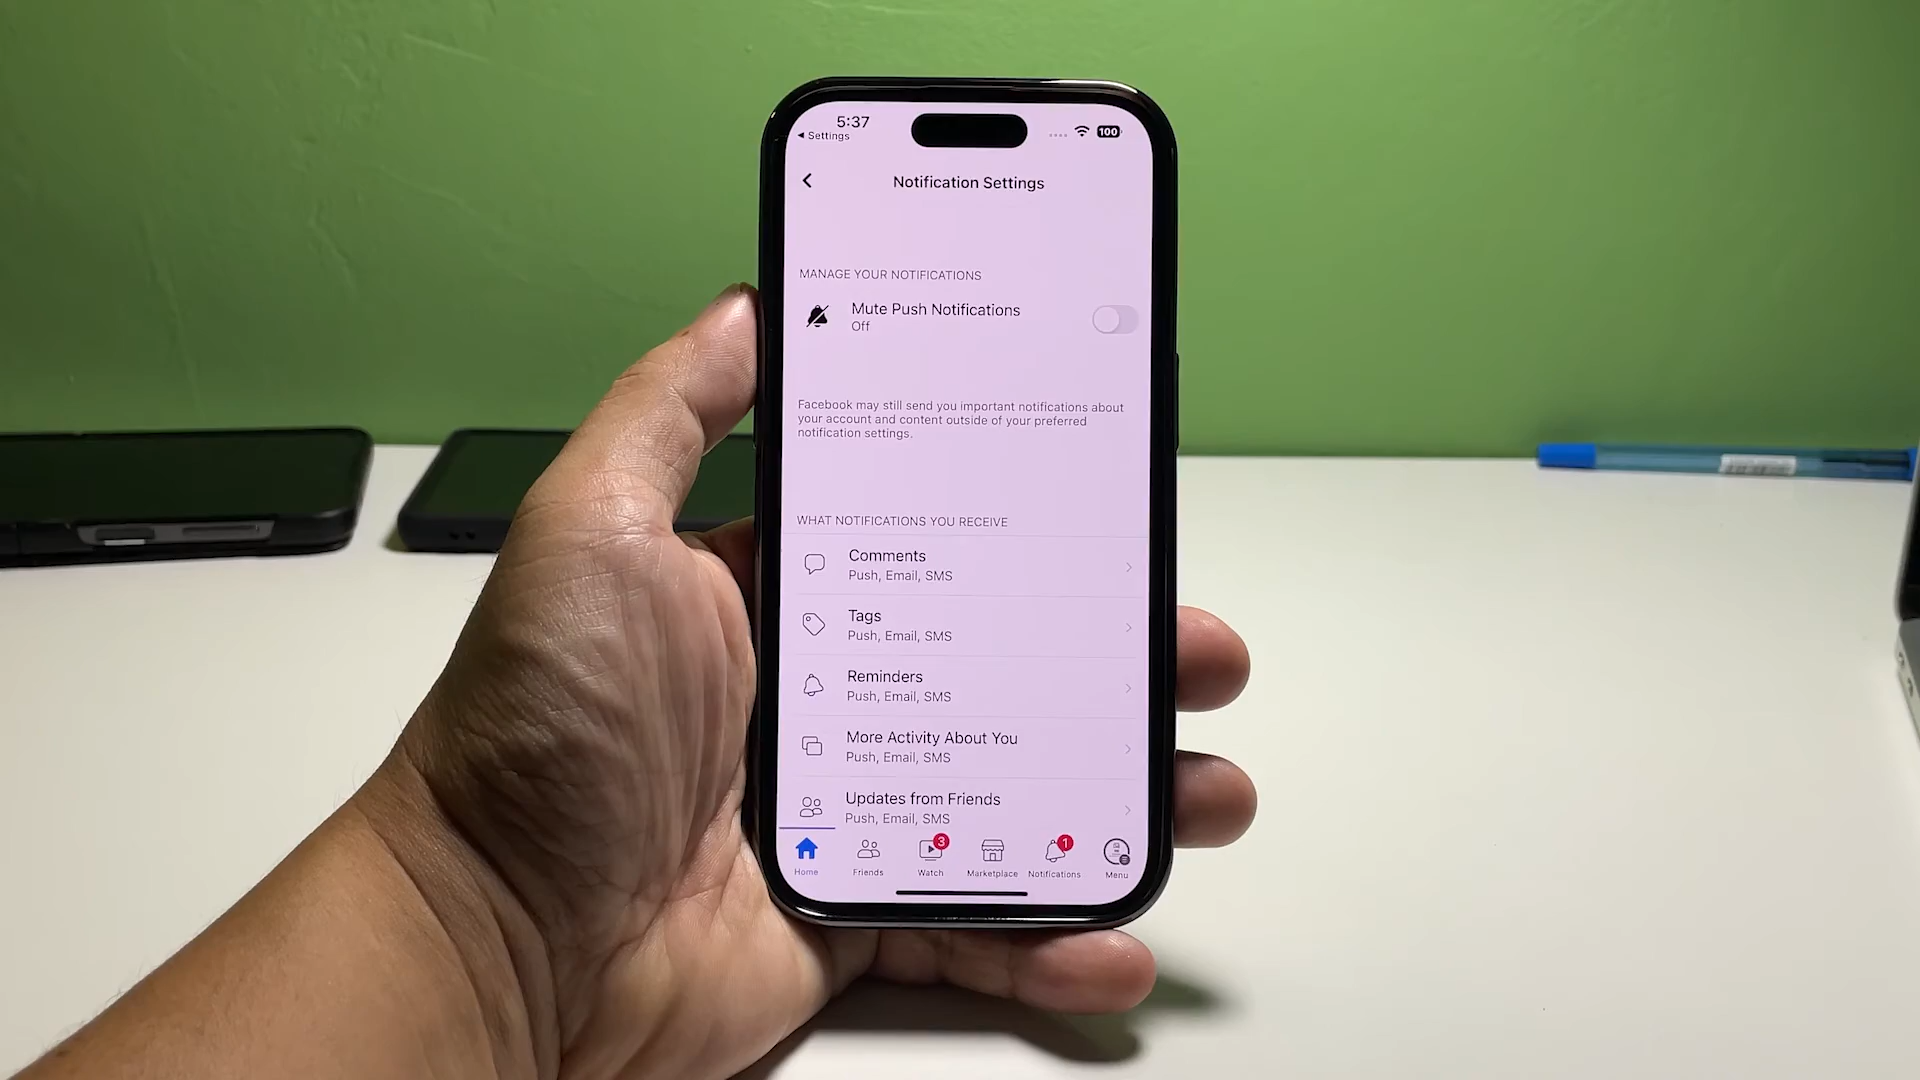 5:37
◀ Settings
100
Notification Settings
MANAGE YOUR NOTIFICATIONS
Mute Push Notifications
Off
Facebook may still send you important notifications about
your account and content outside of your preferred
notification settings.
WHAT NOTIFICATIONS YOU RECEIVE
Comments
Push, Email, SMS
Tags
Push, Email, SMS
Reminders
Push, Email, SMS
More Activity About You
Push, Email, SMS
Updates from Friends
Push, Email, SMS
3
1
Home
Friends
Watch
Marketplace
Notifications
Menu